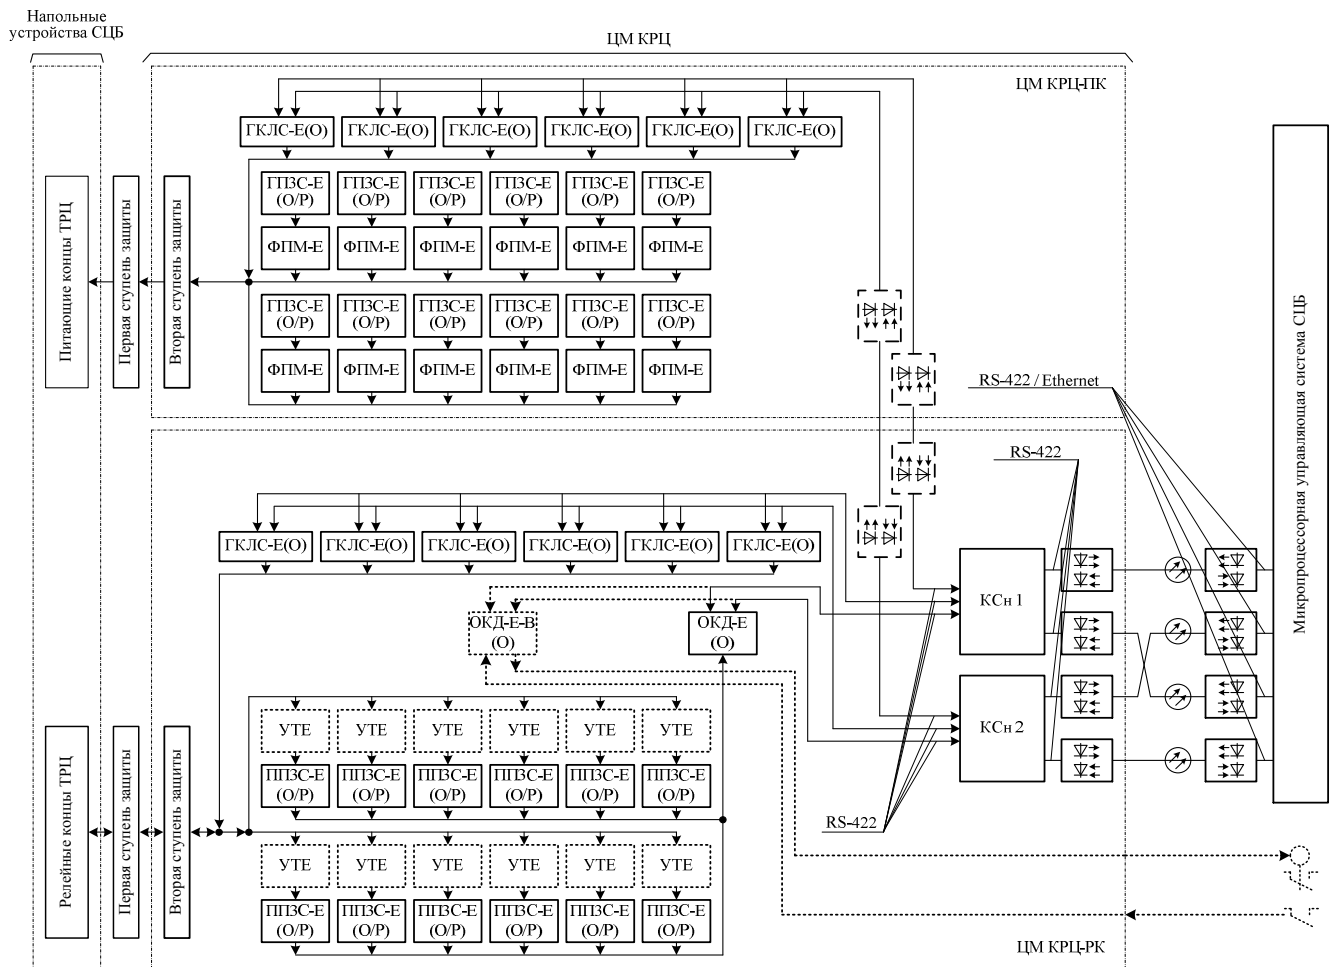 Напольные
устройства СЦБ
ЦМ КРЦ
ЦМ КРЦ-ПК
ГКЛС-Е(О) ГКЛС-Е(О) ГКЛС-Е(О) ГКЛС-Е(О) ГКЛС-Е(О) ГКЛС-Е(О)
ГПЗС-Е ГПЗС-Е ГПЗС-Е ГПЗС-Е ГПЗС-Е ГПЗС-Е
(О/Р) (О/Р) (О/Р) (О/Р) (О/Р) (О/Р)
ФПМ-Е ФПМ-Е ФПМ-Е ФПМ-Е ФПМ-Е ФПМ-Е
ГПЗС-Е ГПЗС-Е ГПЗС-Е ГПЗС-Е ГПЗС-Е ГПЗС-Е
(О/Р) (О/Р) (О/Р) (О/Р) (О/Р) (О/Р)
ФПМ-Е ФПМ-Е ФПМ-Е ФПМ-Е ФПМ-Е ФПМ-Е
Питающие концы ТРЦ
Первая ступень защиты
Вторая ступень защиты
RS-422 / Ethernet
RS-422
Микропроцессорная управляющая система СЦБ
ГКЛС-Е(О) ГКЛС-Е(О) ГКЛС-Е(О) ГКЛС-Е(О) ГКЛС-Е(О) ГКЛС-Е(О)
КСн 1
ОКД-Е-В
(О)
ОКД-Е
(О)
КСн 2
УТЕ УТЕ УТЕ УТЕ УТЕ УТЕ
ППЗС-Е ППЗС-Е ППЗС-Е ППЗС-Е ППЗС-Е ППЗС-Е
(О/Р) (О/Р) (О/Р) (О/Р) (О/Р) (О/Р)
RS-422
УТЕ УТЕ УТЕ УТЕ УТЕ УТЕ
ППЗС-Е ППЗС-Е ППЗС-Е ППЗС-Е ППЗС-Е ППЗС-Е
(О/Р) (О/Р) (О/Р) (О/Р) (О/Р) (О/Р)
Релейные концы ТРЦ
Первая ступень защиты
Вторая ступень защиты
ЦМ КРЦ-РК